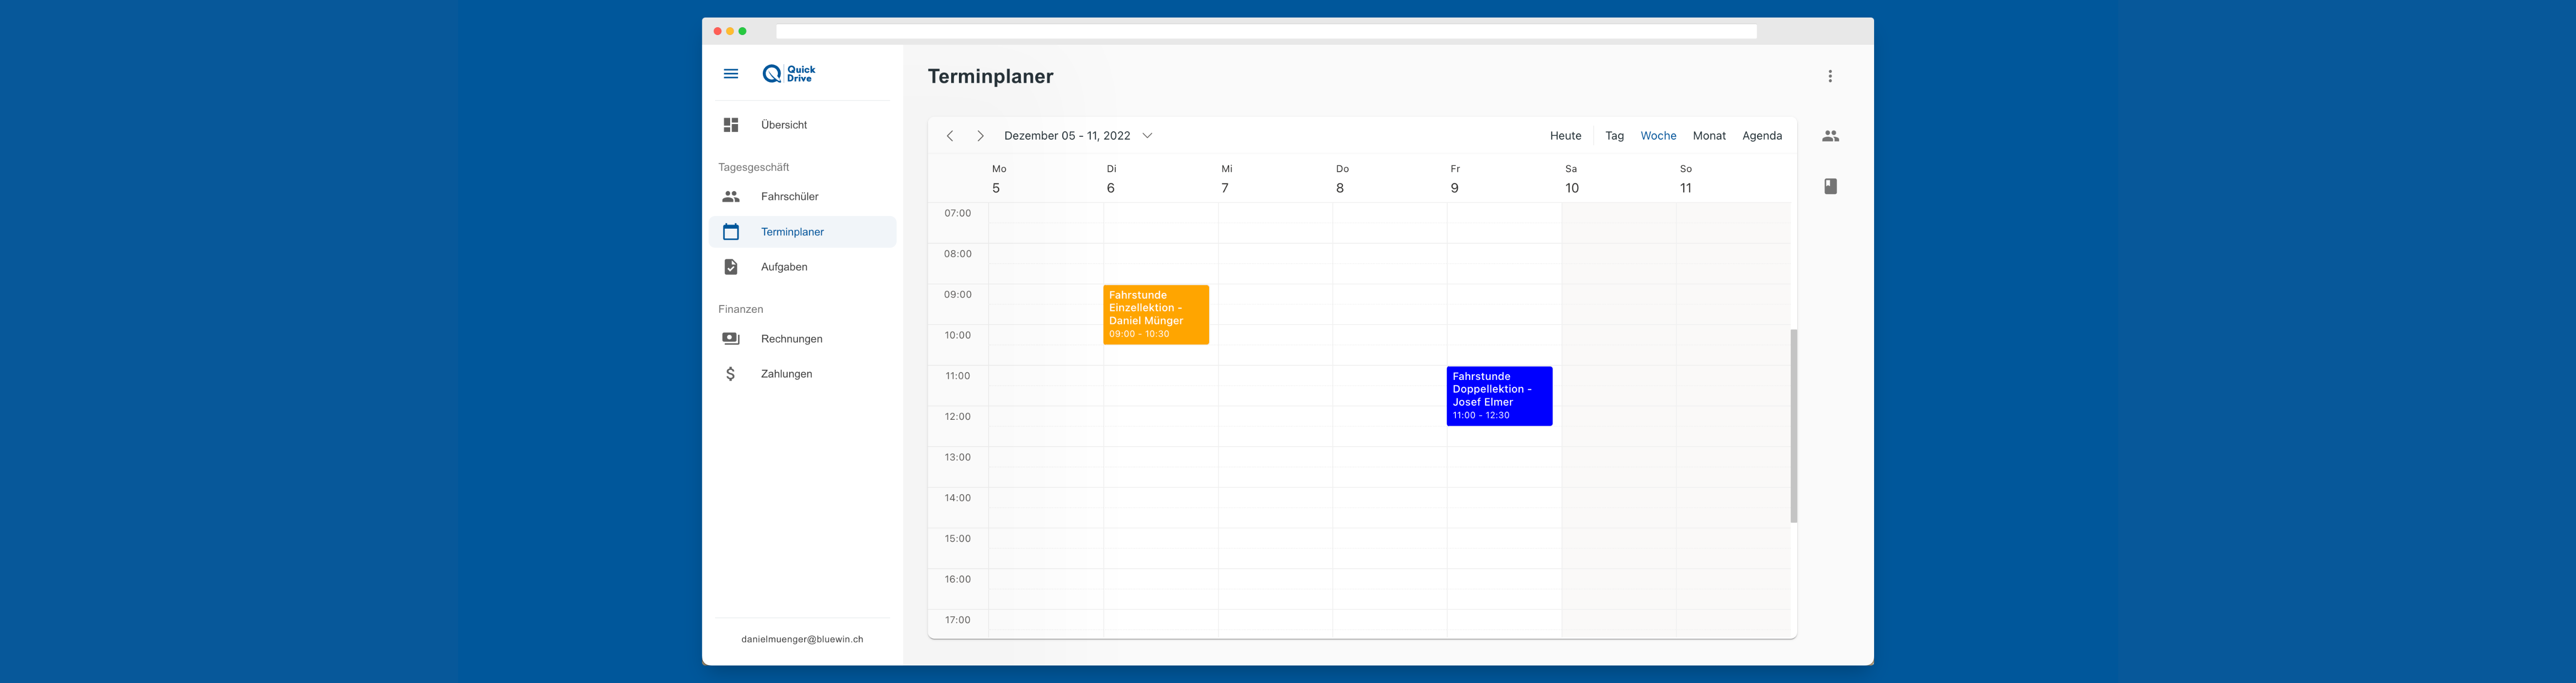 Quick
Drive
Übersicht
Tagesgeschäft
Fahrschüler
Terminplaner
Aufgaben
Finanzen
Rechnungen
Zahlungen
danielmuenger@bluewin.ch
Terminplaner
Dezember 05 - 11, 2022
Heute
Tag
Woche
Monat
Agenda
Mo
5
Di
6
Mi
7
Do
8
Fr
9
Sa
10
So
11
07:00
08:00
09:00
10:00
11:00
12:00
13:00
14:00
15:00
16:00
17:00
Fahrstunde
Einzellektion -
Daniel Münger
09:00 - 10:30
Fahrstunde
Doppellektion -
Josef Elmer
11:00 - 12:30